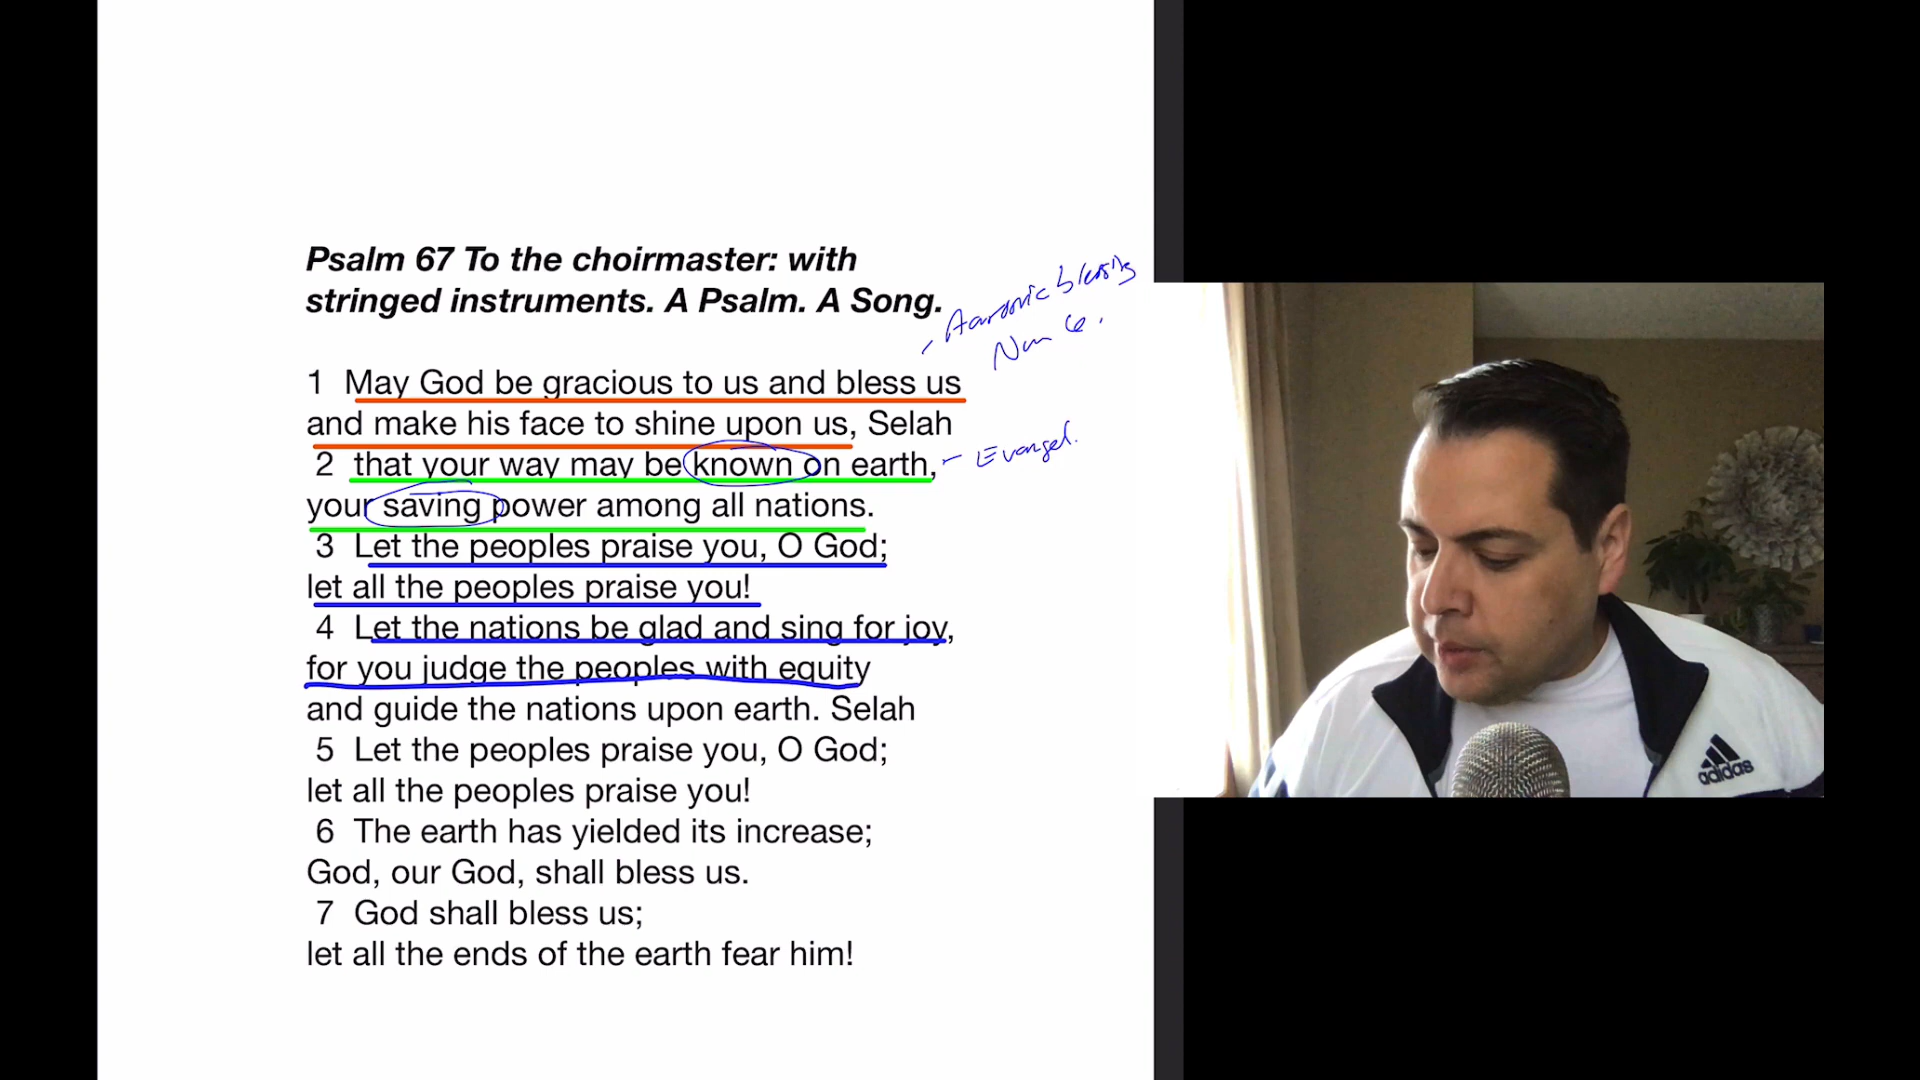 Psalm 67 To the choirmaster: with
stringed instruments. A Psalm. A Song.
Aaronic blessing
Num 6.
1 May God be gracious to us and bless us
and make his face to shine upon us, Selah
2 that your way may be known on earth,
- Evangel.
your saving power among all nations.
3 Let the peoples praise you, O God;
let all the peoples praise you!
4 Let the nations be glad and sing for joy,
for you judge the peoples with equity
and guide the nations upon earth. Selah
5 Let the peoples praise you, O God;
let all the peoples praise you!
6 The earth has yielded its increase;
God, our God, shall bless us.
7 God shall bless us;
let all the ends of the earth fear him!
adidas